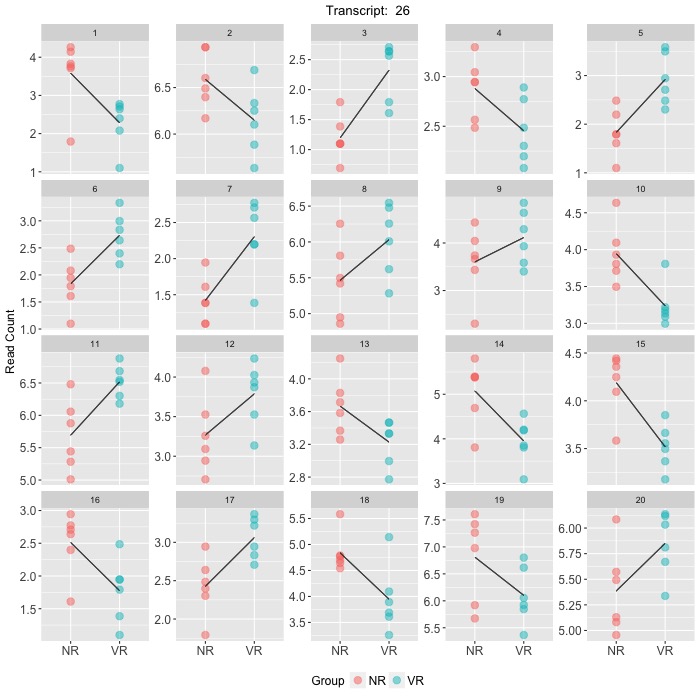 Transcript: 26
1 2 3 4 5
4 3 2 1
6.5 6.0
2.5 2.0 1.5 1.0
3.0 2.5
3 2 1
6 7 8 9 10
3.0 2.5 2.0 1.5 1.0
2.5 2.0 1.5
6.5 6.0 5.5 5.0
4 3
4.5 4.0 3.5 3.0
Read Count
11 12 13 14 15
6.5 6.0 5.5 5.0
4.0 3.5 3.0
4.0 3.6 3.2 2.8
5 4 3
4.5 4.0 3.5
16 17 18 19 20
3.0 2.5 2.0 1.5
3.0 2.5 2.0
5.5 5.0 4.5 4.0 3.5
7.5 7.0 6.5 6.0 5.5
6.00 5.75 5.50 5.25 5.00
NR VR NR VR NR VR NR VR NR VR
Group NR VR